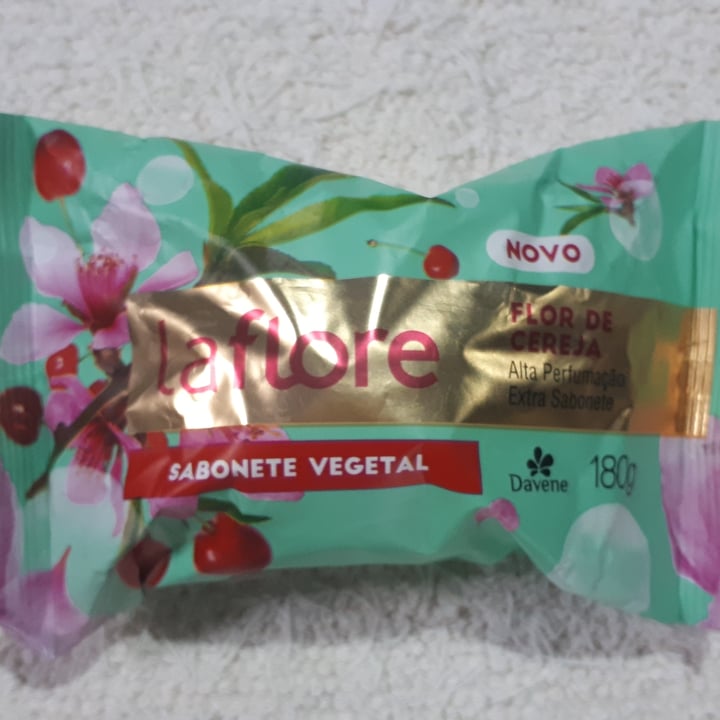 NOVO
laflore
FLOR DE
CEREJA
Alta Perfumação
Extra Sabonete
SABONETE VEGETAL
Davene
180g